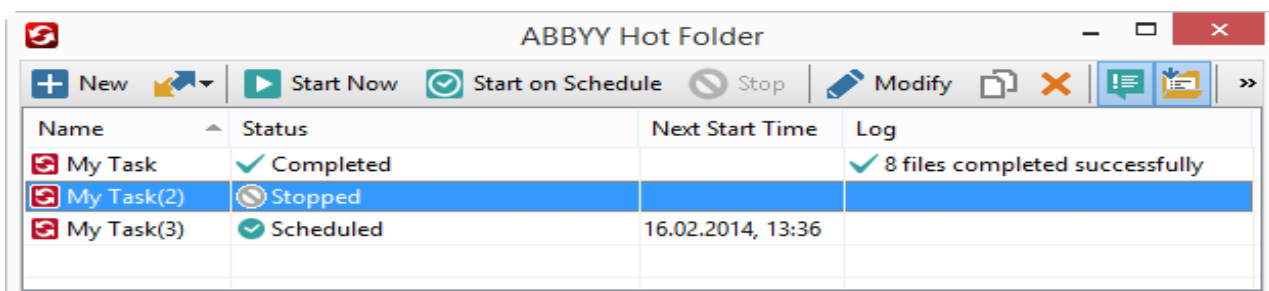 ABBYY Hot Folder
New Start Now Start on Schedule Stop Modify
Name Status Next Start Time Log
My Task Completed 8 files completed successfully
My Task(2) Stopped
My Task(3) Scheduled 16.02.2014, 13:36